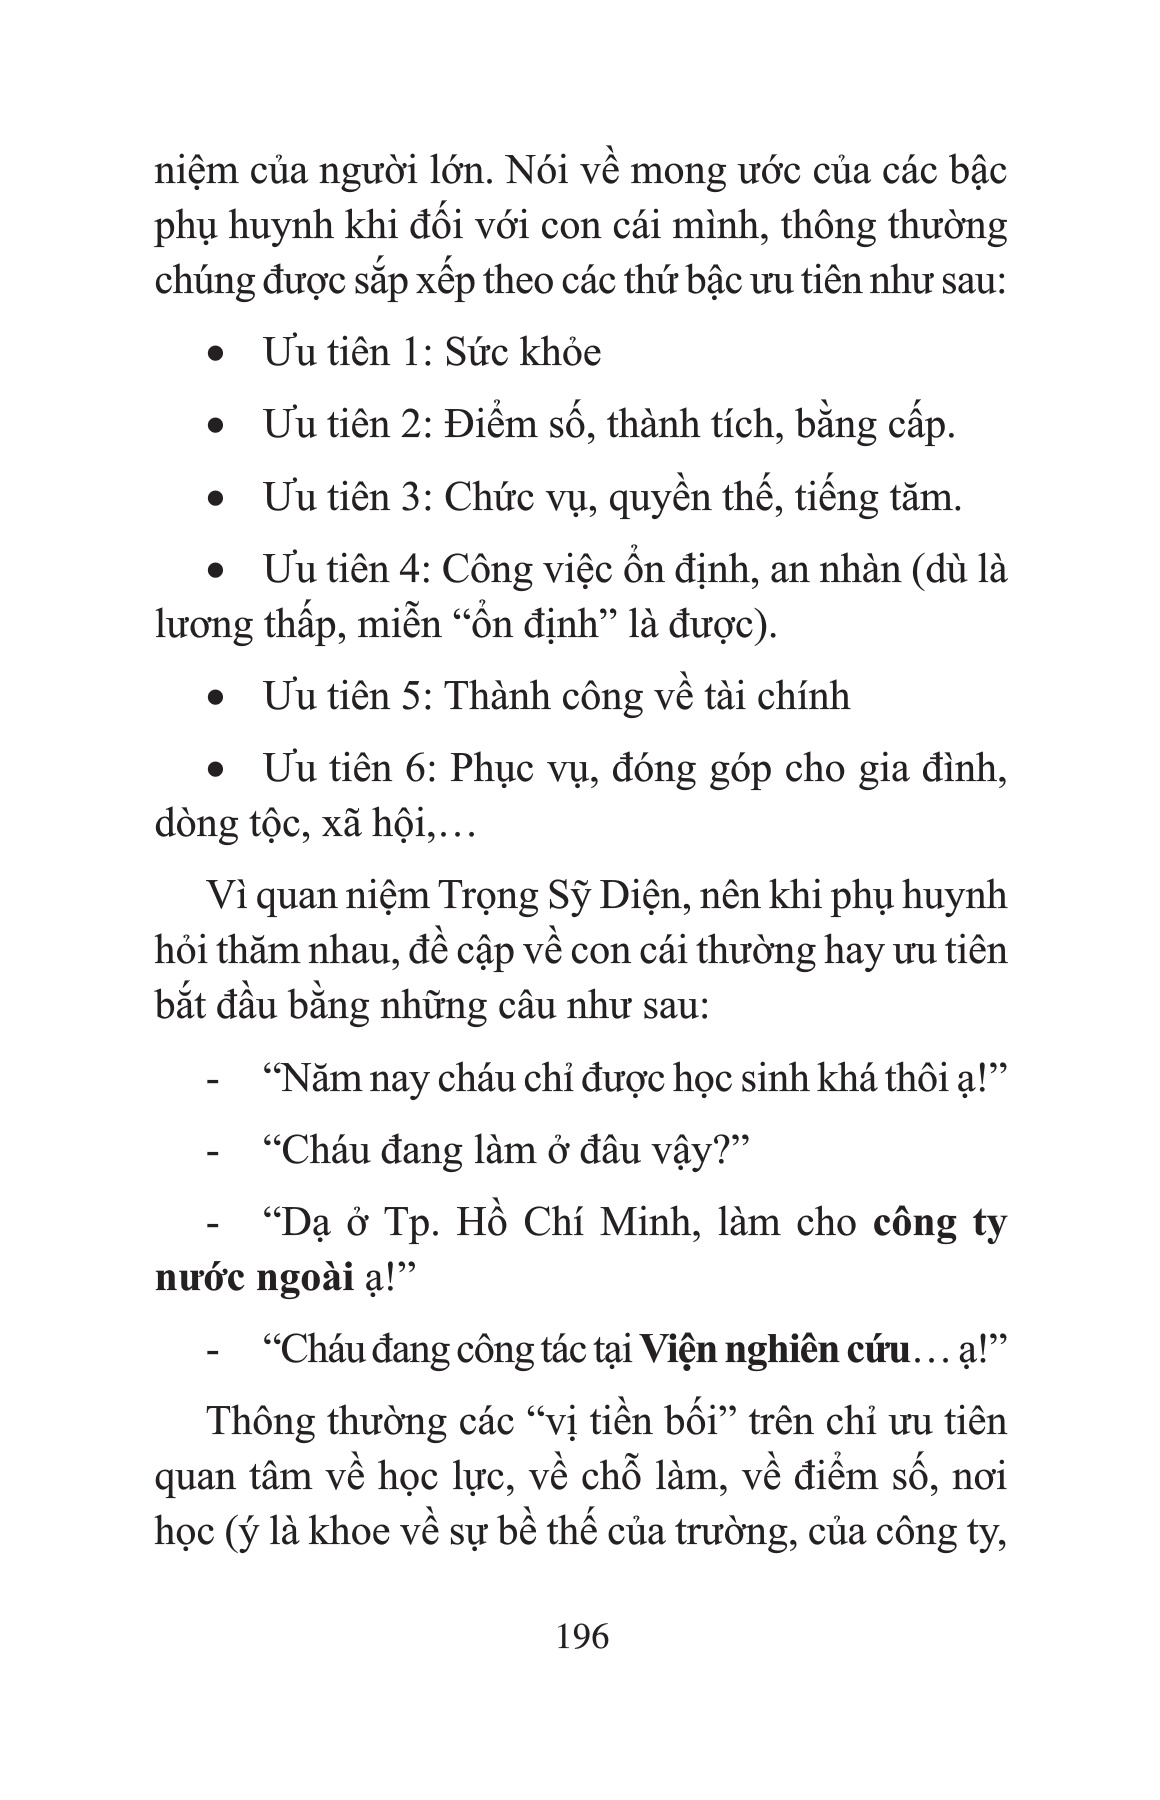 niệm của người lớn. Nói về mong ước của các bậc
phụ huynh khi đối với con cái mình, thông thường
chúng được sắp xếp theo các thứ bậc ưu tiên như sau:
• Ưu tiên 1: Sức khỏe
• Ưu tiên 2: Điểm số, thành tích, bằng cấp.
• Ưu tiên 3: Chức vụ, quyền thế, tiếng tăm.
• Ưu tiên 4: Công việc ổn định, an nhàn (dù là
lương thấp, miễn “ổn định” là được).
• Ưu tiên 5: Thành công về tài chính
• Ưu tiên 6: Phục vụ, đóng góp cho gia đình,
dòng tộc, xã hội,…
Vì quan niệm Trọng Sỹ Diện, nên khi phụ huynh
hỏi thăm nhau, đề cập về con cái thường hay ưu tiên
bắt đầu bằng những câu như sau:
- “Năm nay cháu chỉ được học sinh khá thôi ạ!”
- “Cháu đang làm ở đâu vậy?”
- “Dạ ở Tp. Hồ Chí Minh, làm cho công ty
nước ngoài ạ!”
- “Cháu đang công tác tại Viện nghiên cứu… ạ!”
Thông thường các “vị tiền bối” trên chỉ ưu tiên
quan tâm về học lực, về chỗ làm, về điểm số, nơi
học (ý là khoe về sự bề thế của trường, của công ty,
196